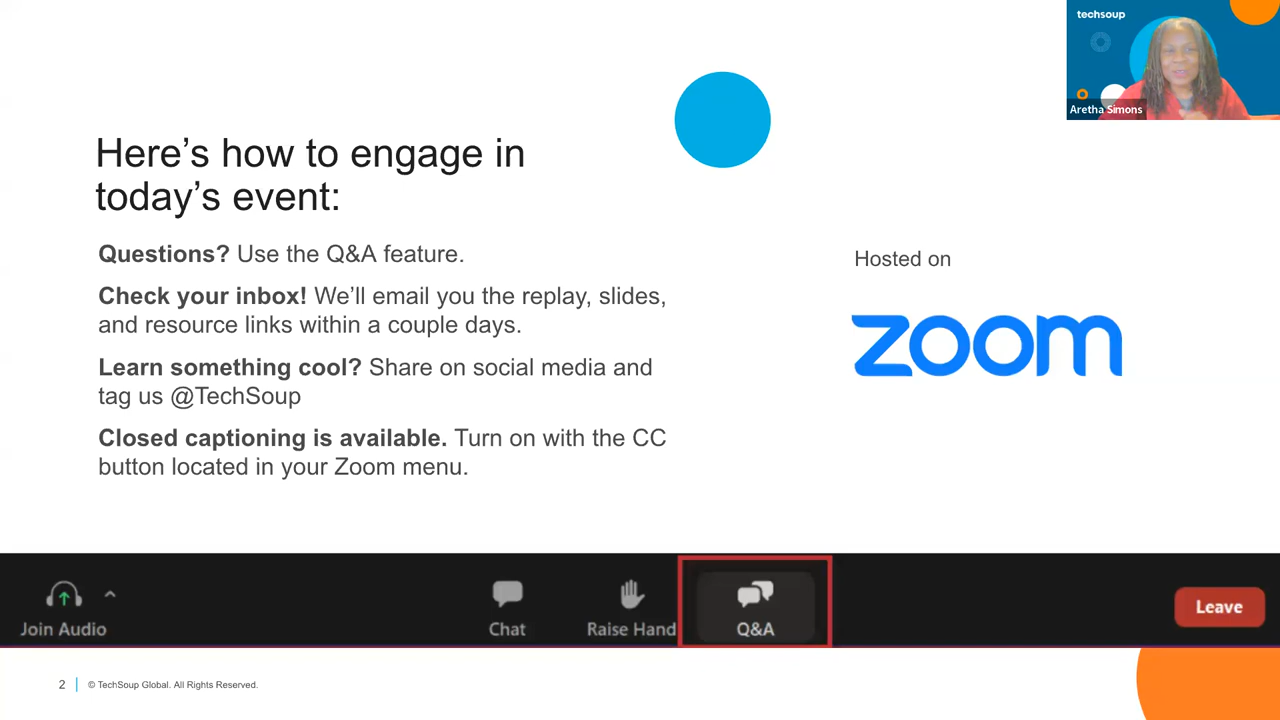 techsoup
Aretha Simons
Here’s how to engage in
today’s event:
Questions? Use the Q&A feature.
Check your inbox! We’ll email you the replay, slides,
and resource links within a couple days.
Learn something cool? Share on social media and
tag us @TechSoup
Closed captioning is available. Turn on with the CC
button located in your Zoom menu.
Hosted on
zoom
Join Audio
Chat
Raise Hand
Q&A
Leave
2
© TechSoup Global. All Rights Reserved.